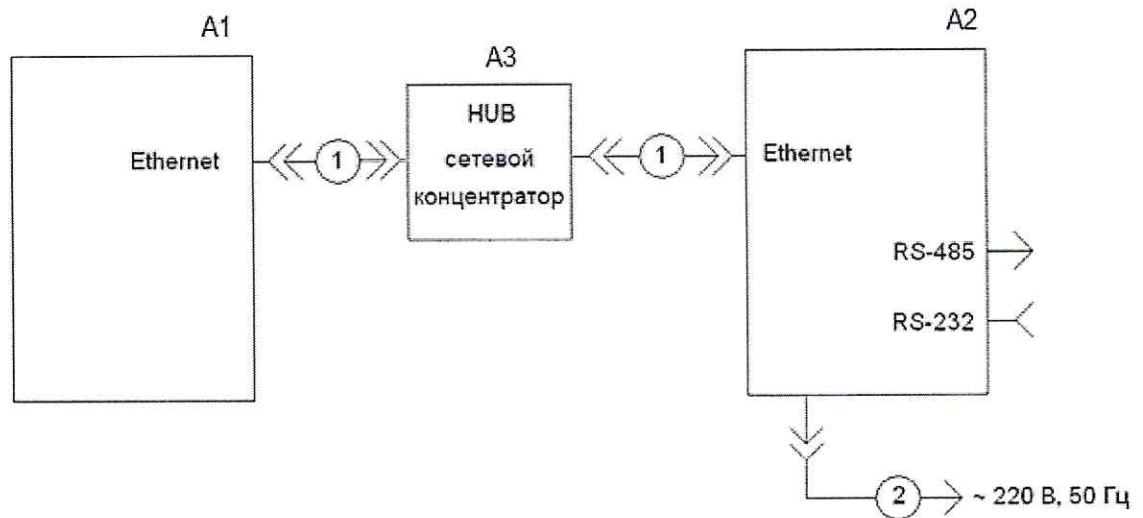 A1
A2
A3
HUB
сетевой
концентратор
Ethernet
1
1
Ethernet
RS-485
RS-232
2
~ 220 В, 50 Гц